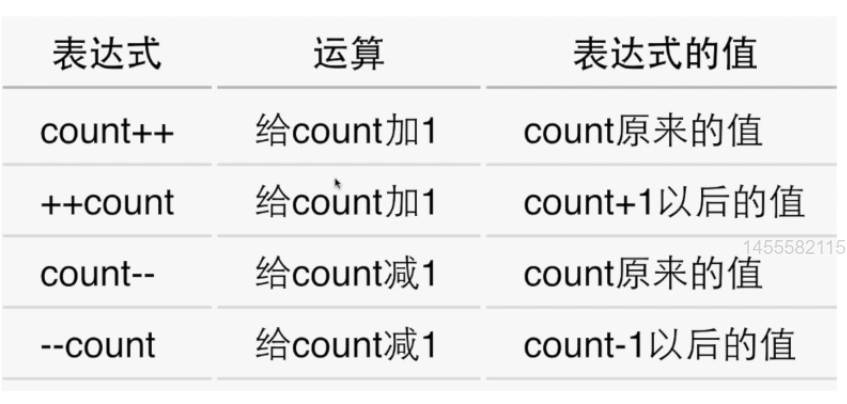 表达式 运算 表达式的值
count++ 给count加1 count原来的值
++count 给count加1 count+1以后的值
1455582115
count-- 给count减1 count原来的值
--count 给count减1 count-1以后的值